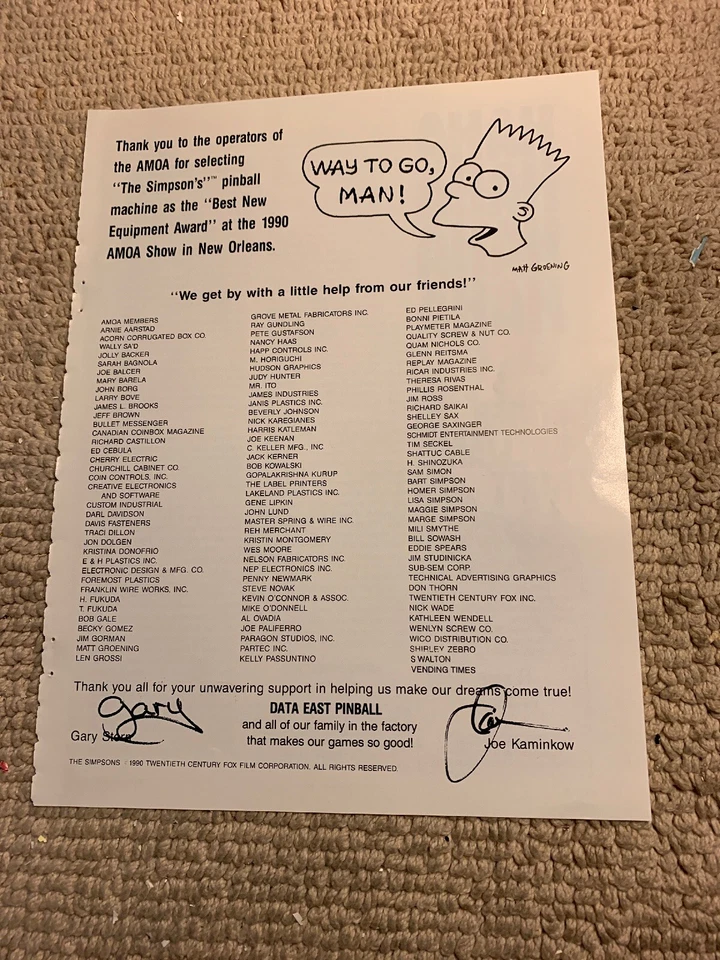 Thank you to the operators of
the AMOA for selecting
"The Simpson's"™ pinball
machine as the "Best New
Equipment Award" at the 1990
AMOA Show in New Orleans.
WAY TO GO,
MAN!
MATT GROENING
"We get by with a little help from our friends!"
AMOA MEMBERS
ARNIE AARSTAD
ACORN CORRUGATED BOX CO.
WALLY SA'D
JOLLY BACKER
SARAH BAGNOLA
JOE BALCER
MARY BARELA
JOHN BORG
LARRY BOVE
JAMES L. BROOKS
JEFF BROWN
BULLET MESSENGER
CANADIAN COINBOX MAGAZINE
RICHARD CASTILLON
ED CEBULA
CHERRY ELECTRIC
CHURCHILL CABINET CO.
COIN CONTROLS, INC.
CREATIVE ELECTRONICS
AND SOFTWARE
CUSTOM INDUSTRIAL
DARL DAVIDSON
DAVIS FASTENERS
TRACI DILLON
JON DOLGEN
KRISTINA DONOFRIO
E & H PLASTICS INC.
ELECTRONIC DESIGN & MFG. CO.
FOREMOST PLASTICS
FRANKLIN WIRE WORKS, INC.
H. FUKUDA
T. FUKUDA
BOB GALE
BECKY GOMEZ
JIM GORMAN
MATT GROENING
LEN GROSSI
GROVE METAL FABRICATORS INC.
RAY GUNDLING
PETE GUSTAFSON
NANCY HAAS
HAPP CONTROLS INC.
M. HORIGUCHI
HUDSON GRAPHICS
JUDY HUNTER
MR. ITO
JAMES INDUSTRIES
JANIS PLASTICS INC.
BEVERLY JOHNSON
NICK KAREGIANES
HARRIS KATLEMAN
JOE KEENAN
C. KELLER MFG., INC
JACK KERNER
BOB KOWALSKI
GOPALAKRISHNA KURUP
THE LABEL PRINTERS
LAKELAND PLASTICS INC.
GENE LIPKIN
JOHN LUND
MASTER SPRING & WIRE INC.
REH MERCHANT
KRISTIN MONTGOMERY
WES MOORE
NELSON FABRICATORS INC.
NEP ELECTRONICS INC.
PENNY NEWMARK
STEVE NOVAK
KEVIN O'CONNOR & ASSOC.
MIKE O'DONNELL
AL OVADIA
JOE PALIFERRO
PARAGON STUDIOS, INC.
PARTEC INC.
KELLY PASSUNTINO
ED PELLEGRINI
BONNI PIETILA
PLAYMETER MAGAZINE
QUALITY SCREW & NUT CO.
QUAM NICHOLS CO.
GLENN REITSMA
REPLAY MAGAZINE
RICAR INDUSTRIES INC.
THERESA RIVAS
PHILLIS ROSENTHAL
JIM ROSS
RICHARD SAIKAI
SHELLEY SAX
GEORGE SAXINGER
SCHMIDT ENTERTAINMENT TECHNOLOGIES
TIM SECKEL
SHATTUC CABLE
H. SHINOZUKA
SAM SIMON
BART SIMPSON
HOMER SIMPSON
LISA SIMPSON
MAGGIE SIMPSON
MARGE SIMPSON
MILI SMYTHE
BILL SOWASH
EDDIE SPEARS
JIM STUDINICKA
SUB-SEM CORP.
TECHNICAL ADVERTISING GRAPHICS
DON THORN
TWENTIETH CENTURY FOX INC.
NICK WADE
KATHLEEN WENDELL
WENLYN SCREW CO.
WICO DISTRIBUTION CO.
SHIRLEY ZEBRO
S WALTON
VENDING TIMES
Thank you all for your unwavering support in helping us make our dreams come true!
Gary
Gary Stern
DATA EAST PINBALL
and all of our family in the factory
that makes our games so good!
Joe Kaminkow
THE SIMPSONS © 1990 TWENTIETH CENTURY FOX FILM CORPORATION. ALL RIGHTS RESERVED.